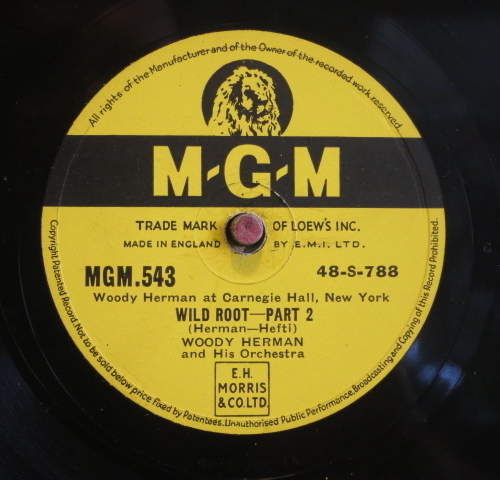 All rights of the Manufacturer and of the Owner of the recorded work reserved
M-G-M
TRADE MARK OF LOEW'S INC.
MADE IN ENGLAND BY E.M.I. LTD.
MGM.543 48-S-788
Woody Herman at Carnegie Hall, New York
WILD ROOT—PART 2
(Herman—Hefti)
WOODY HERMAN
and His Orchestra
E.H.
MORRIS
& CO.LTD.
Copyright Patented Record. Not to be sold below price fixed by Patentees. Unauthorised Public Performance, Broadcasting and Copying of this Record Prohibited.